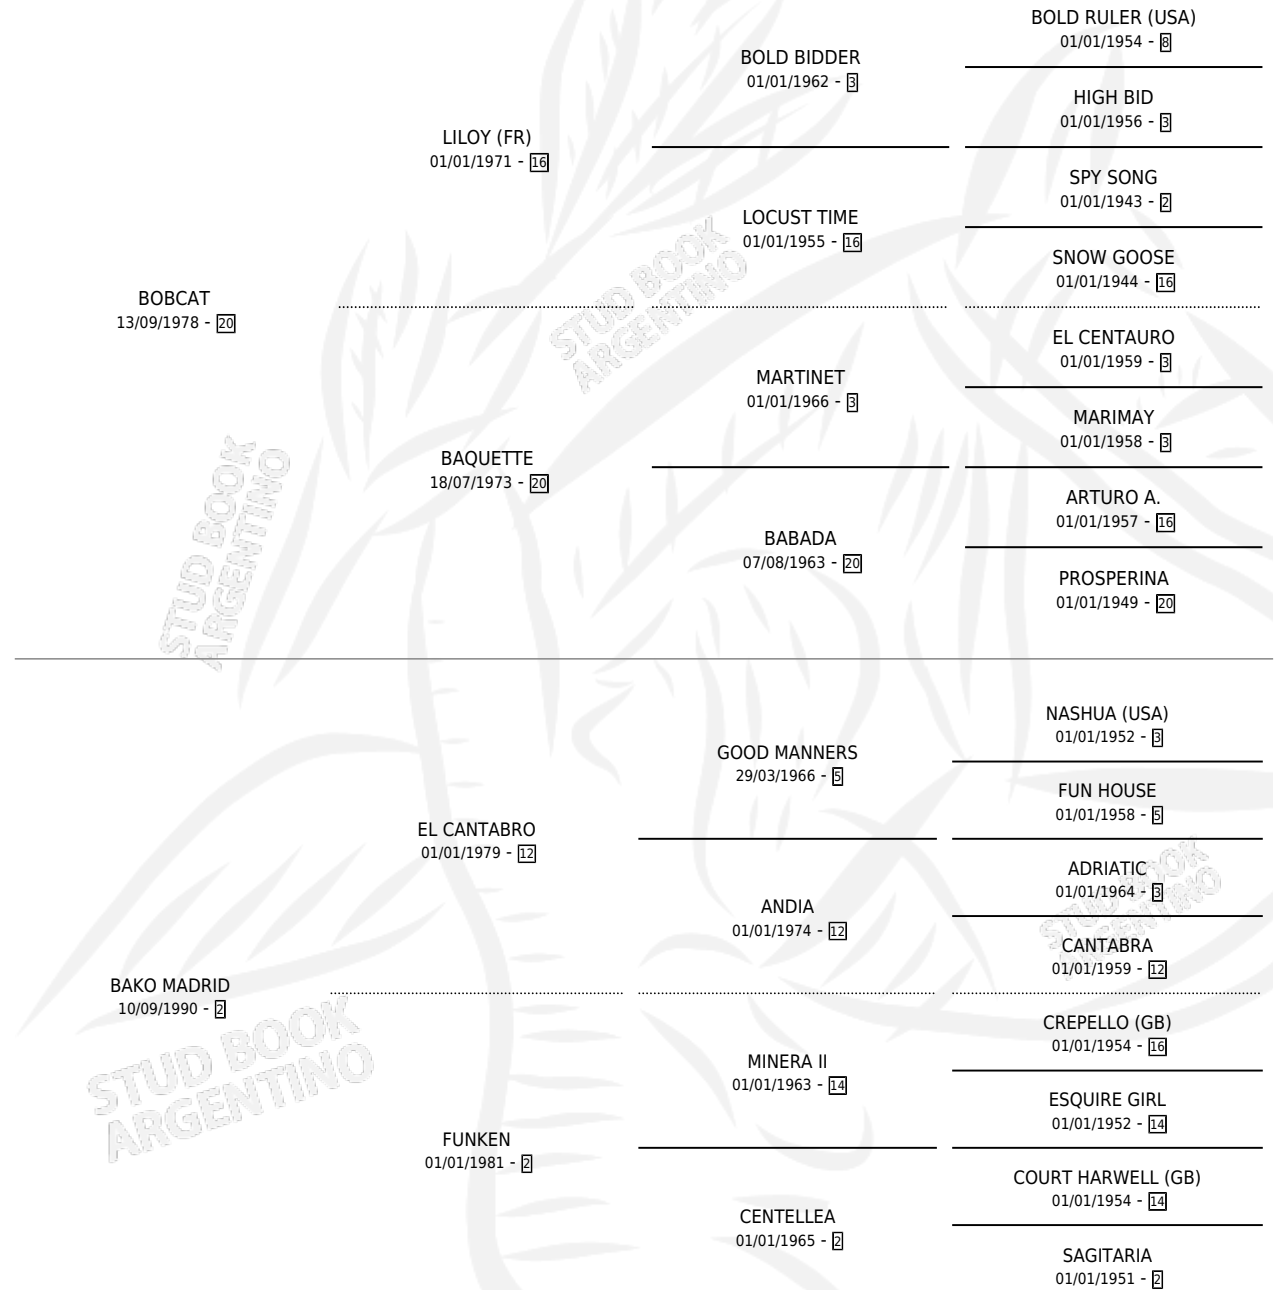 BOLD RULER (USA)
01/01/1954 - 8
BOLD BIDDER
01/01/1962 - 3
HIGH BID
01/01/1956 - 3
LILOY (FR)
01/01/1971 - 16
SPY SONG
01/01/1943 - 2
LOCUST TIME
01/01/1955 - 16
SNOW GOOSE
01/01/1944 - 16
BOBCAT
13/09/1978 - 20
EL CENTAURO
01/01/1959 - 3
MARTINET
01/01/1966 - 3
MARIMAY
01/01/1958 - 3
BAQUETTE
18/07/1973 - 20
ARTURO A.
01/01/1957 - 16
BABADA
07/08/1963 - 20
PROSPERINA
01/01/1949 - 20
STUD BOOK
ARGENTINO
STUD BOOK
ARGENTINO
NASHUA (USA)
01/01/1952 - 3
GOOD MANNERS
29/03/1966 - 5
FUN HOUSE
01/01/1958 - 5
EL CANTABRO
01/01/1979 - 12
ADRIATIC
01/01/1964 - 3
ANDIA
01/01/1974 - 12
CANTABRA
01/01/1959 - 12
BAKO MADRID
10/09/1990 - 2
CREPELLO (GB)
01/01/1954 - 16
MINERA II
01/01/1963 - 14
ESQUIRE GIRL
01/01/1952 - 14
FUNKEN
01/01/1981 - 2
COURT HARWELL (GB)
01/01/1954 - 14
CENTELLEA
01/01/1965 - 2
SAGITARIA
01/01/1951 - 2
STUD BOOK
ARGENTINO
STUD BOOK
ARGENTINO